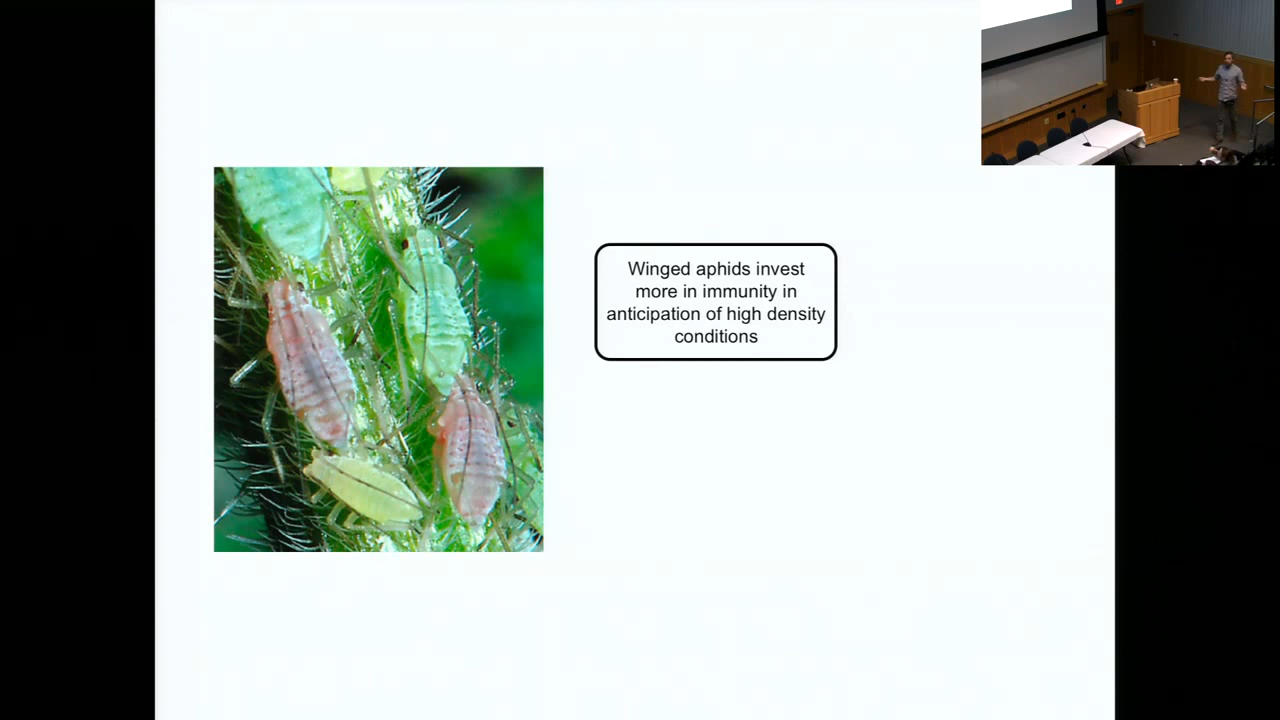 Winged aphids invest
more in immunity in
anticipation of high density
conditions